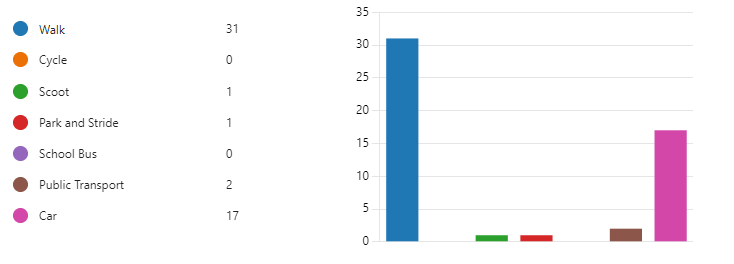 Walk 31
Cycle 0
Scoot 1
Park and Stride 1
School Bus 0
Public Transport 2
Car 17
35
30
25
20
15
10
5
0